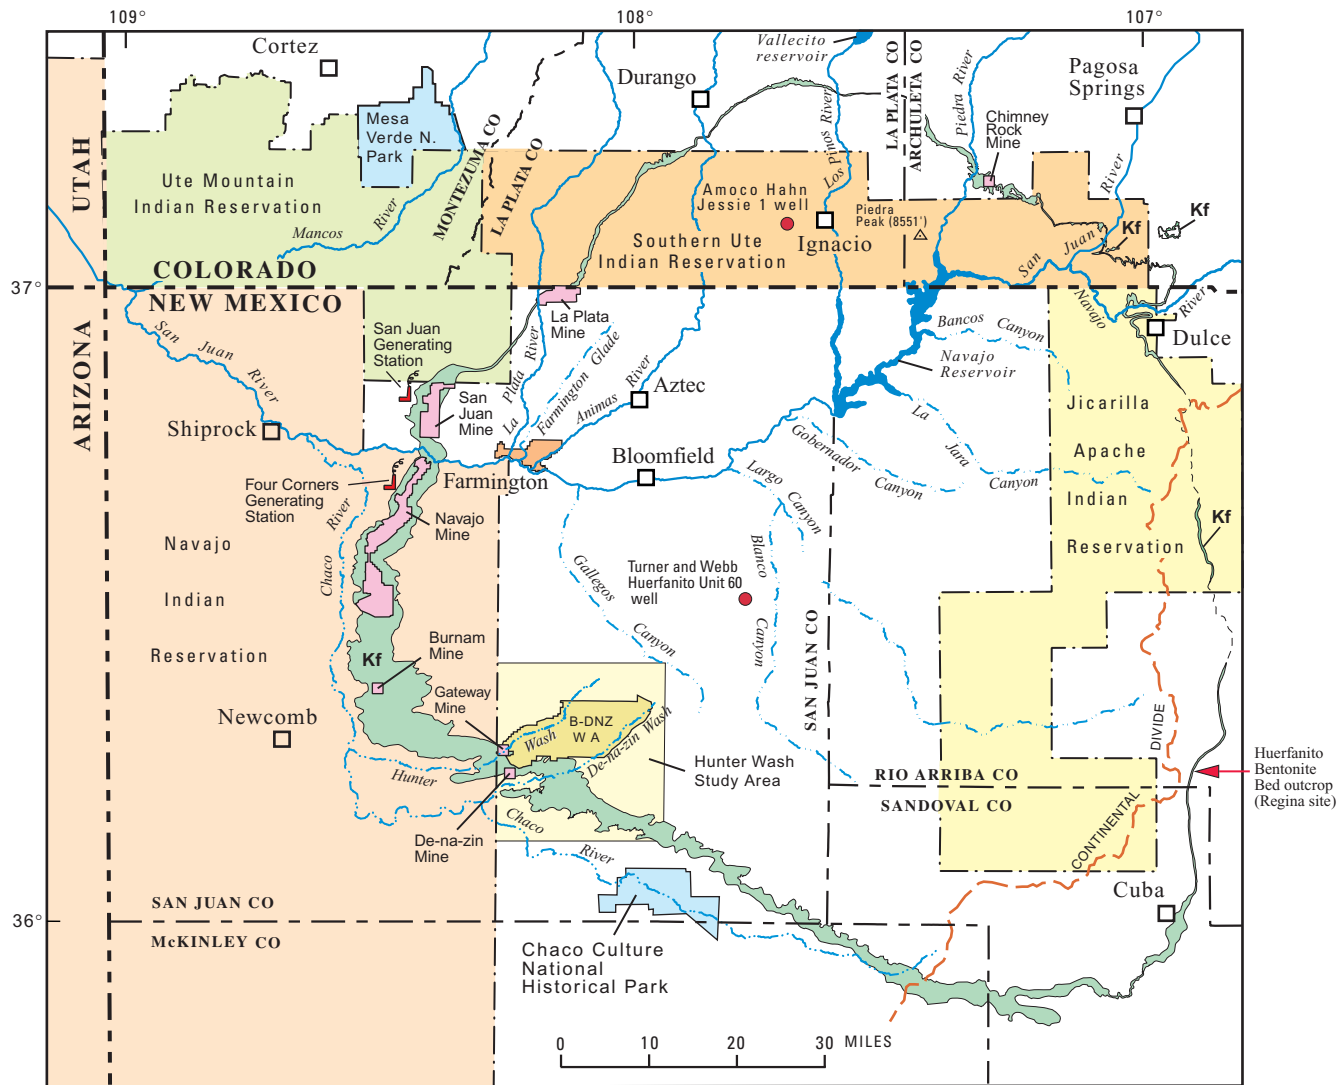 109°
108°
107°
Cortez
Durango
Vallecito
reservoir
LA PLATA CO
ARCHULETA CO
Piedra River
Pagosa
Springs
Mesa
Verde N.
Park
MONTEZUMA CO
LA PLATA CO
Los Pinos River
Chimney
Rock
Mine
UTAH
Ute Mountain
Indian Reservation
Mancos
River
Amoco Hahn
Jessie 1 well
Ignacio
Piedra
Peak (8551')
River
San Juan
Kf
Kf
Southern Ute
Indian Reservation
COLORADO
37°
NEW MEXICO
ARIZONA
San Juan
River
San Juan
Generating
Station
La Plata
Mine
La Plata River
Farmington Glade
Animas River
Bancos Canyon
Navajo
Reservoir
Navajo
River
Dulce
Aztec
San
Juan
Mine
Shiprock
Jicarilla
Apache
Indian
Reservation
Kf
La Jara
Canyon
Gobernador
Canyon
Bloomfield
Farmington
Largo
Canyon
Four Corners
Generating
Station
Navajo
Mine
Chaco River
Navajo
Indian
Reservation
Gallegos
Canyon
Turner and Webb
Huerfanito Unit 60
well
Blanco
Canyon
SAN JUAN CO
Burnam
Mine
Kf
Gateway
Mine
Newcomb
B-DNZ
W A
Wash
De-na-zin Wash
Hunter
Hunter Wash
Study Area
DIVIDE
CONTINENTAL
Huerfanito
Bentonite
Bed outcrop
(Regina site)
RIO ARRIBA CO
SANDOVAL CO
Chaco
River
De-na-zin
Mine
Cuba
SAN JUAN CO
36°
McKINLEY CO
Chaco Culture
National
Historical Park
0 10 20 30 MILES